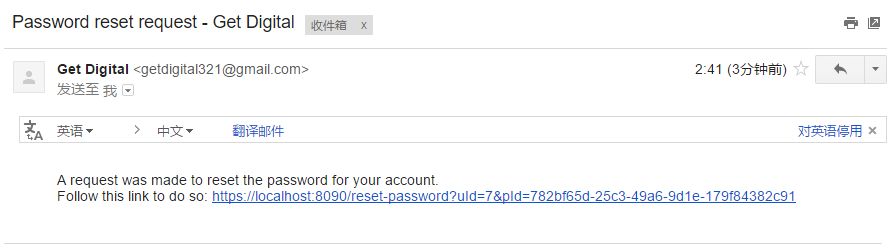 Password reset request - Get Digital 收件箱 x
Get Digital <getdigital321@gmail.com> 2:41 (3分钟前)
发送至 我
英语 > 中文 翻译邮件 对英语停用 ×
A request was made to reset the password for your account.
Follow this link to do so: https://localhost:8090/reset-password?uId=7&pId=782bf65d-25c3-49a6-9d1e-179f84382c91